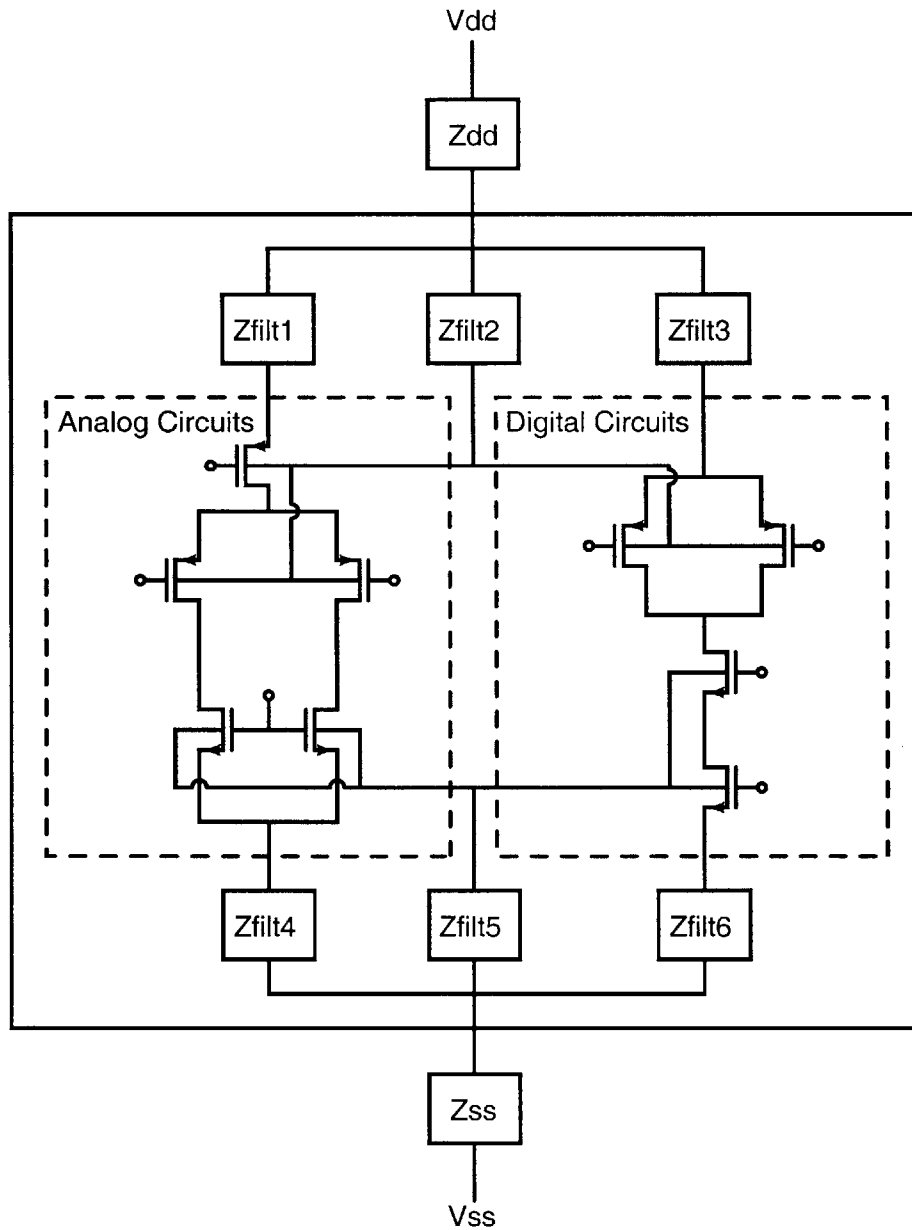 Vdd
Zdd
Zfilt1
Zfilt2
Zfilt3
Analog Circuits
Digital Circuits
Zfilt4
Zfilt5
Zfilt6
Zss
Vss